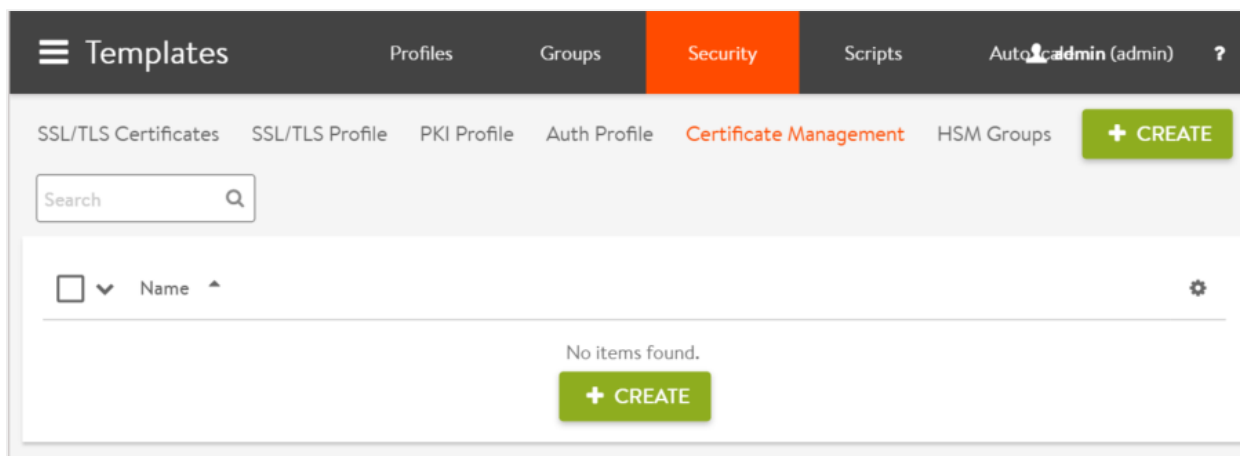 Templates Profiles Groups Security Scripts admin (admin) ?
SSL/TLS Certificates SSL/TLS Profile PKI Profile Auth Profile Certificate Management HSM Groups + CREATE
Search
Name
No items found.
+ CREATE